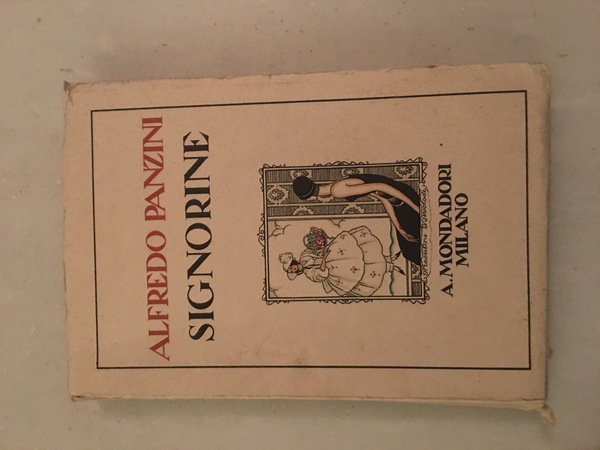 ALFREDO PANZINI
SIGNORINE
A. MONDADORI
MILANO